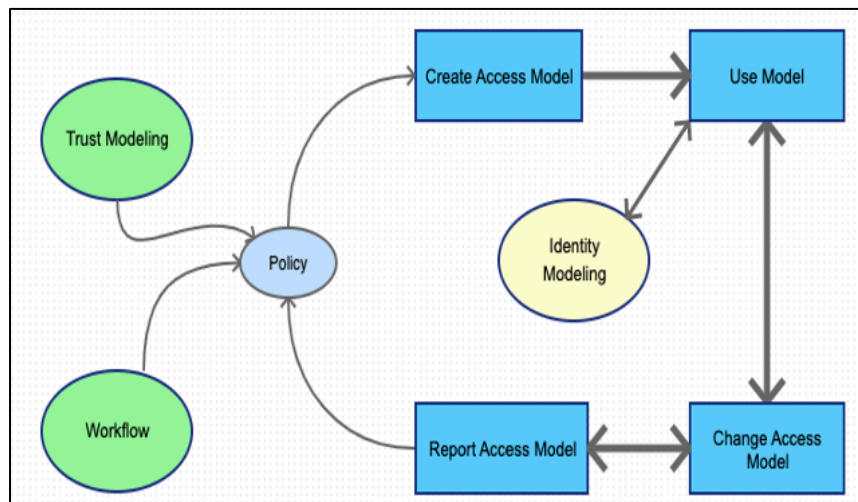 Create Access Model
Use Model
Trust Modeling
Policy
Identity
Modeling
Workflow
Report Access Model
Change Access
Model